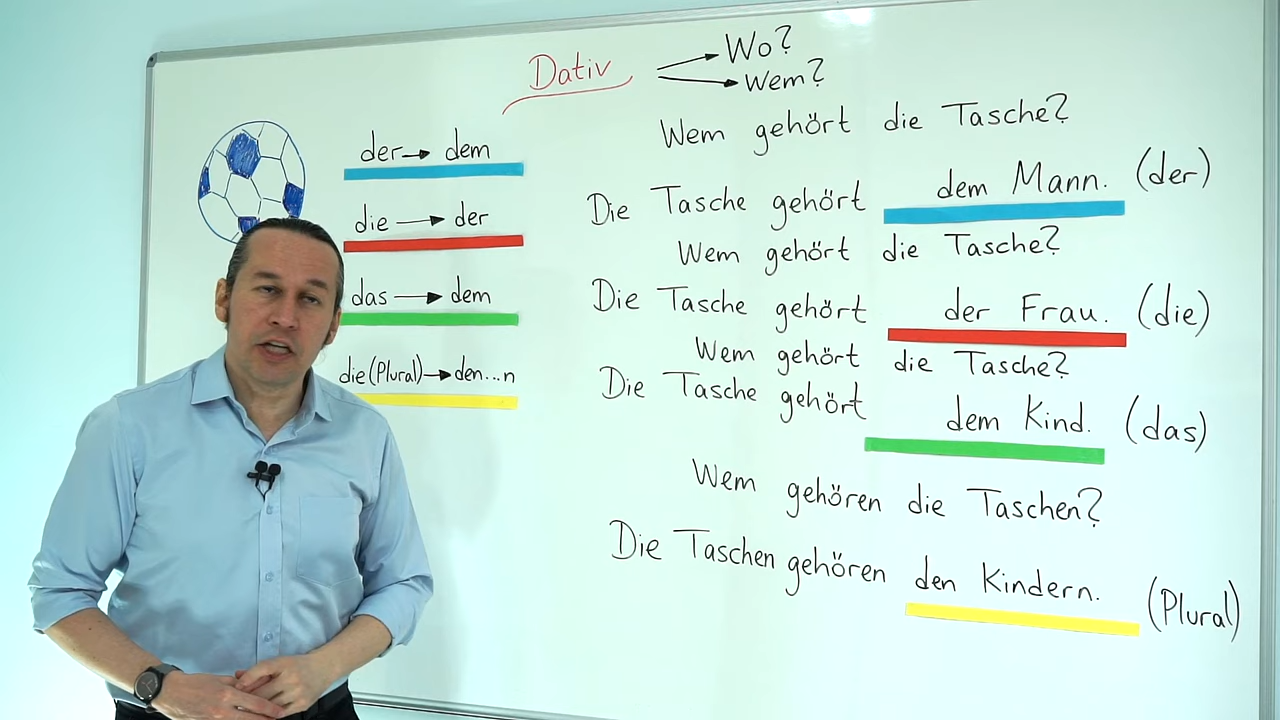 Dativ → Wo?
→ Wem?
der → dem
die → der
das → dem
die (Plural) → den...n
Wem gehört die Tasche?
Die Tasche gehört dem Mann. (der)
Wem gehört die Tasche?
Die Tasche gehört der Frau. (die)
Wem gehört die Tasche?
Die Tasche gehört dem Kind. (das)
Wem gehören die Taschen?
Die Taschen gehören den Kindern. (Plural)